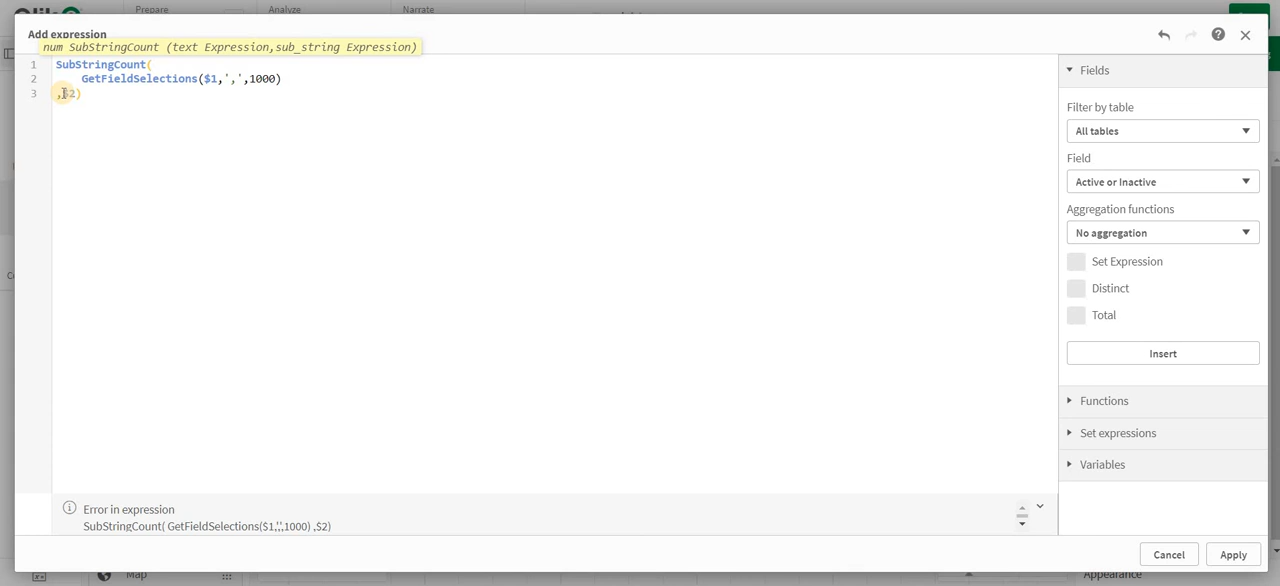 Prepare
Analyze
Narrate
Add expression
num SubStringCount (text Expression,sub_string Expression)
1 SubStringCount(
2 GetFieldSelections($1,',',1000)
3 ,$2)
Fields
Filter by table
All tables
Field
Active or Inactive
Aggregation functions
No aggregation
Set Expression
Distinct
Total
Insert
Functions
Set expressions
Variables
Error in expression
SubStringCount( GetFieldSelections($1,',',1000) ,$2)
Cancel
Apply
Map
Appearance